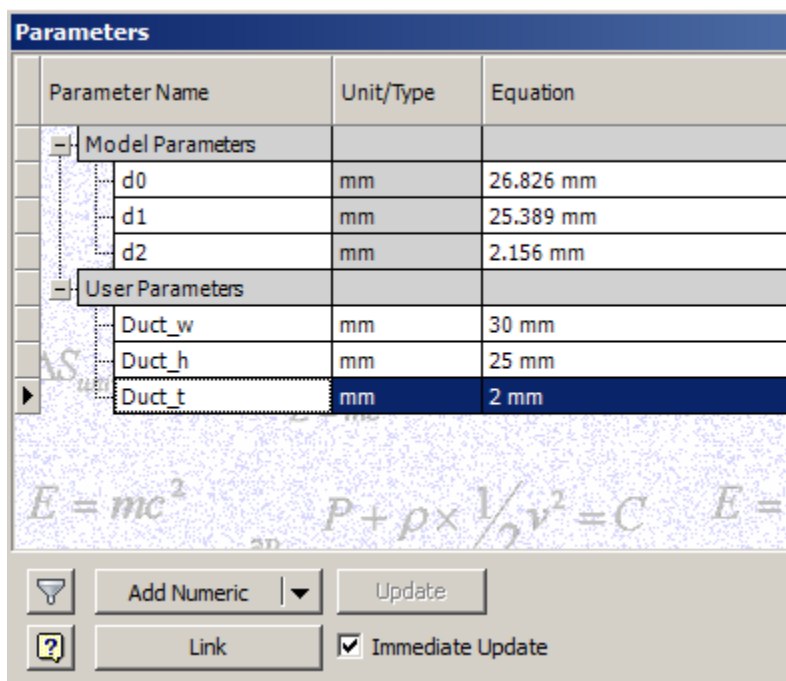 Parameters
Parameter Name Unit/Type Equation
Model Parameters
d0 mm 26.826 mm
d1 mm 25.389 mm
d2 mm 2.156 mm
User Parameters
Duct_w mm 30 mm
Duct_h mm 25 mm
Duct_t mm 2 mm
E = mc² P + ρ × 1/2 v² = C E =
Add Numeric Update
Link Immediate Update